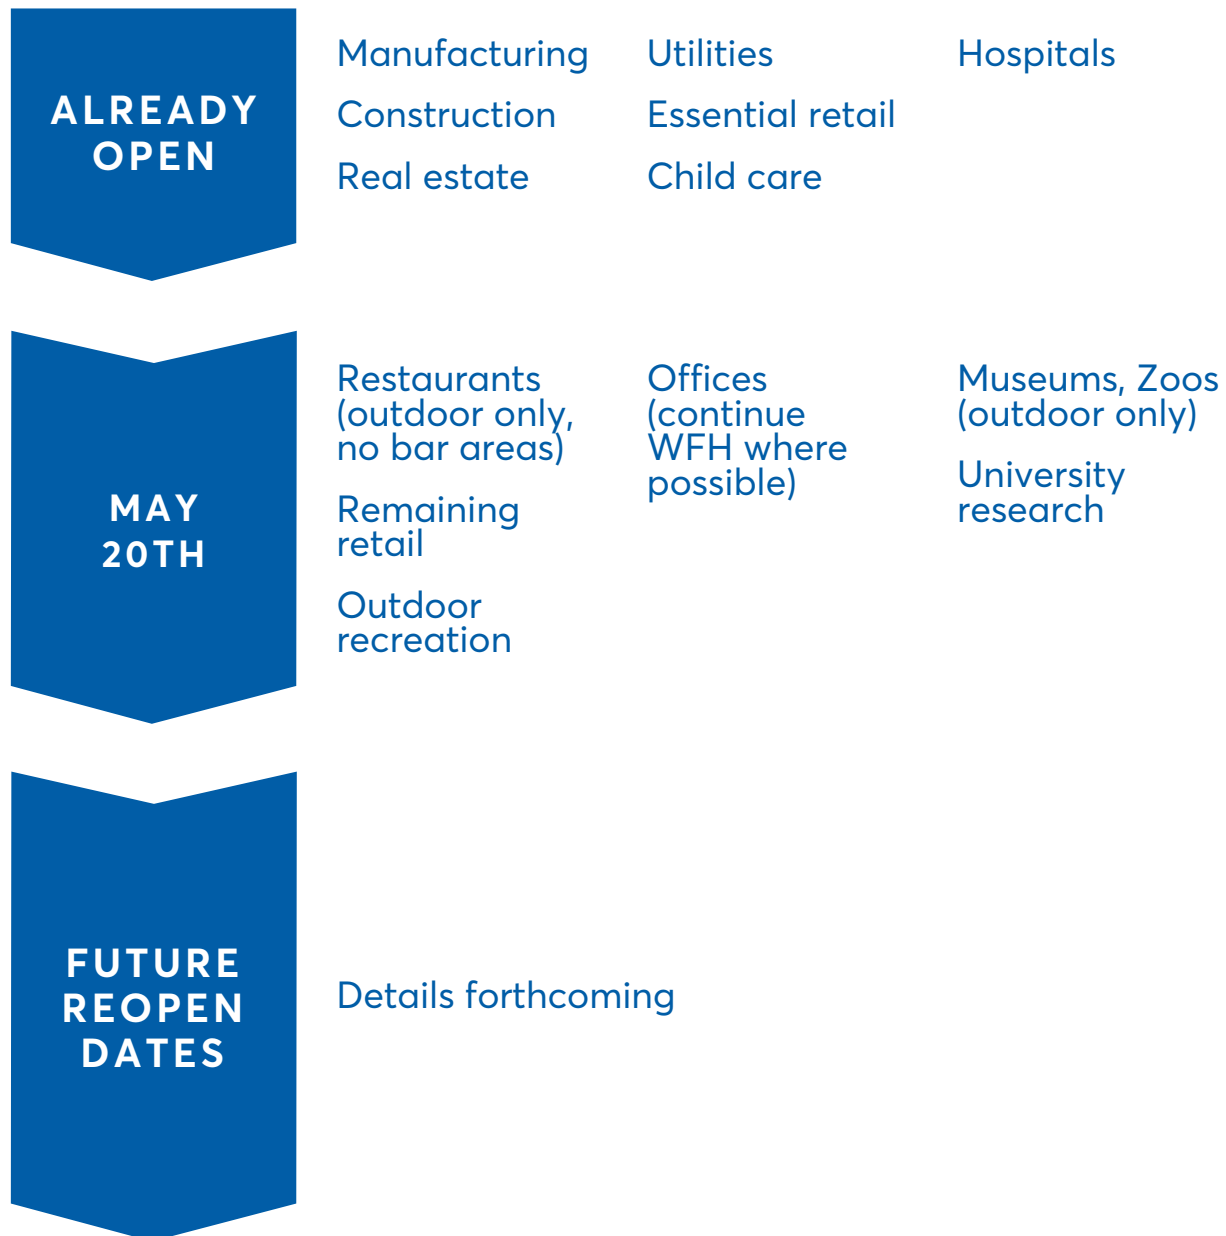 ALREADY
OPEN
Manufacturing
Construction
Real estate
Utilities
Essential retail
Child care
Hospitals
MAY
20TH
Restaurants
(outdoor only,
no bar areas)
Remaining
retail
Outdoor
recreation
Offices
(continue
WFH where
possible)
Museums, Zoos
(outdoor only)
University
research
FUTURE
REOPEN
DATES
Details forthcoming